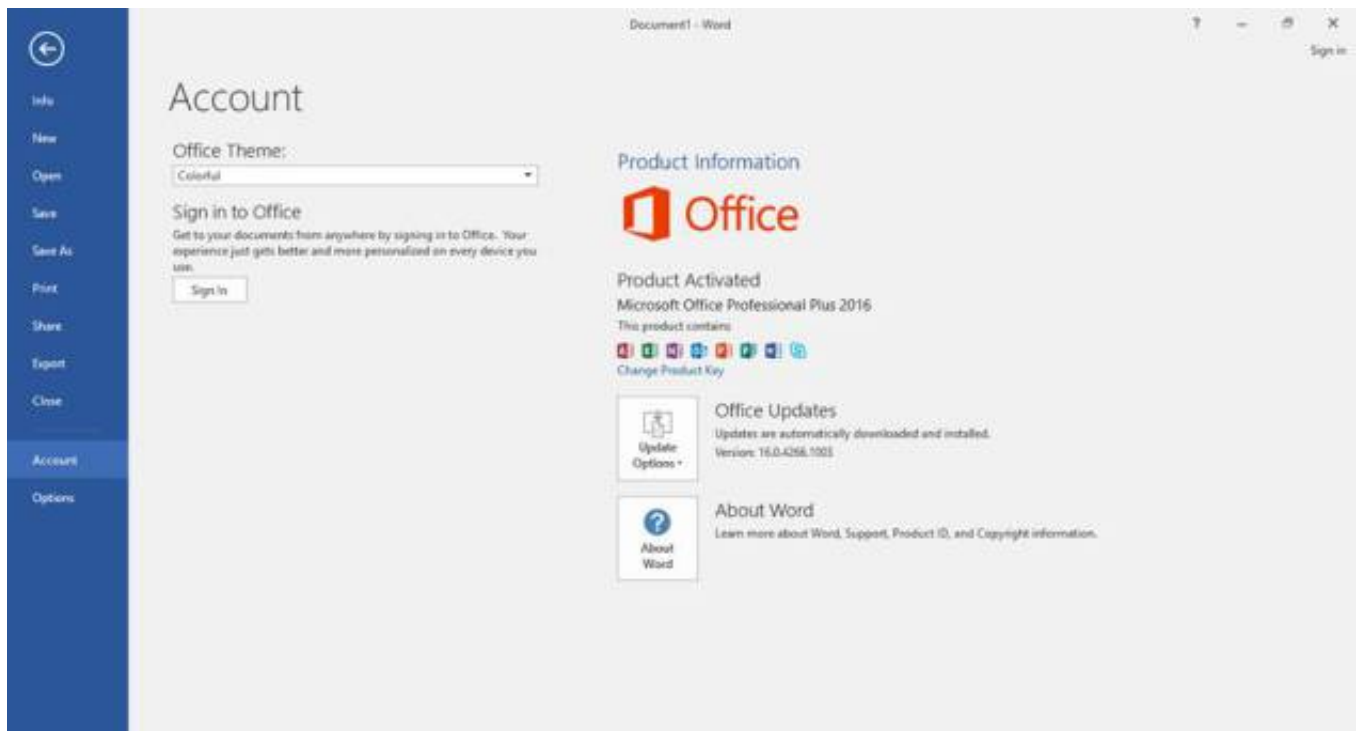 Document1 - Word
?
Sign in
Info
New
Open
Save
Save As
Print
Share
Export
Close
Account
Options
Account
Office Theme:
Colorful
Sign in to Office
Get to your documents from anywhere by signing in to Office. Your
experience just gets better and more personalized on every device you
use.
Sign In
Product Information
Office
Product Activated
Microsoft Office Professional Plus 2016
This product contains
Change Product Key
Update
Options
Office Updates
Updates are automatically downloaded and installed.
Version: 16.0.4266.1003
?
About
Word
About Word
Learn more about Word, Support, Product ID, and Copyright information.